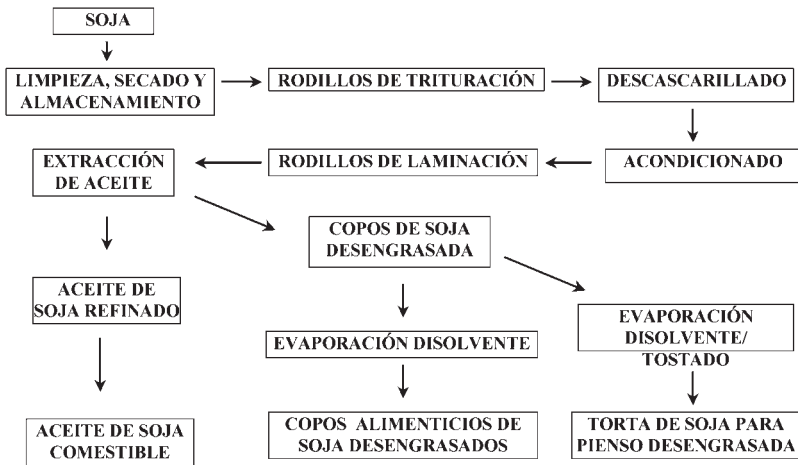 SOJA
LIMPIEZA, SECADO Y
ALMACENAMIENTO
RODILLOS DE TRITURACIÓN
DESCASCARILLADO
EXTRACCIÓN
DE ACEITE
RODILLOS DE LAMINACIÓN
ACONDICIONADO
COPOS DE SOJA
DESENGRASADA
ACEITE DE
SOJA REFINADO
EVAPORACIÓN DISOLVENTE
EVAPORACIÓN
DISOLVENTE/
TOSTADO
ACEITE DE SOJA
COMESTIBLE
COPOS ALIMENTICIOS DE
SOJA DESENGRASADOS
TORTA DE SOJA PARA
PIENSO DESENGRASADA